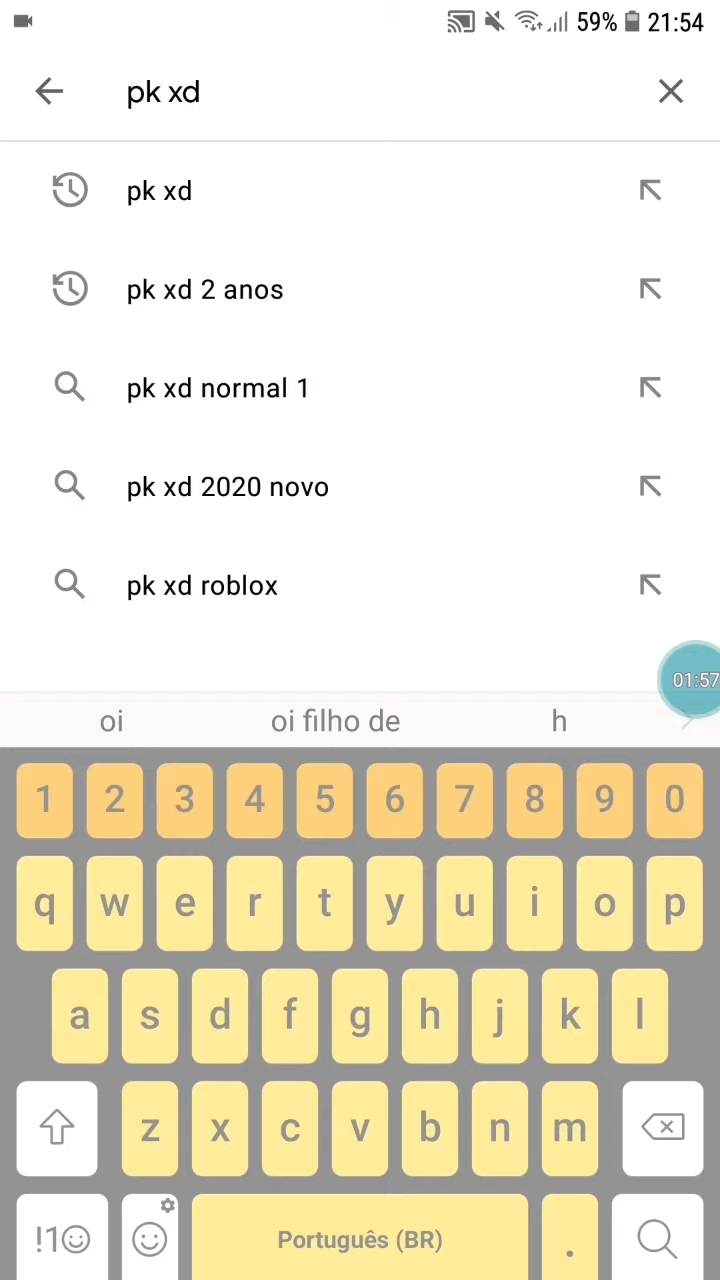 59% 21:54
pk xd
pk xd
pk xd 2 anos
pk xd normal 1
pk xd 2020 novo
pk xd roblox
01:57
oi oi filho de h
1 2 3 4 5 6 7 8 9 0
q w e r t y u i o p
a s d f g h j k l
z x c v b n m
!1☺ Português (BR) .